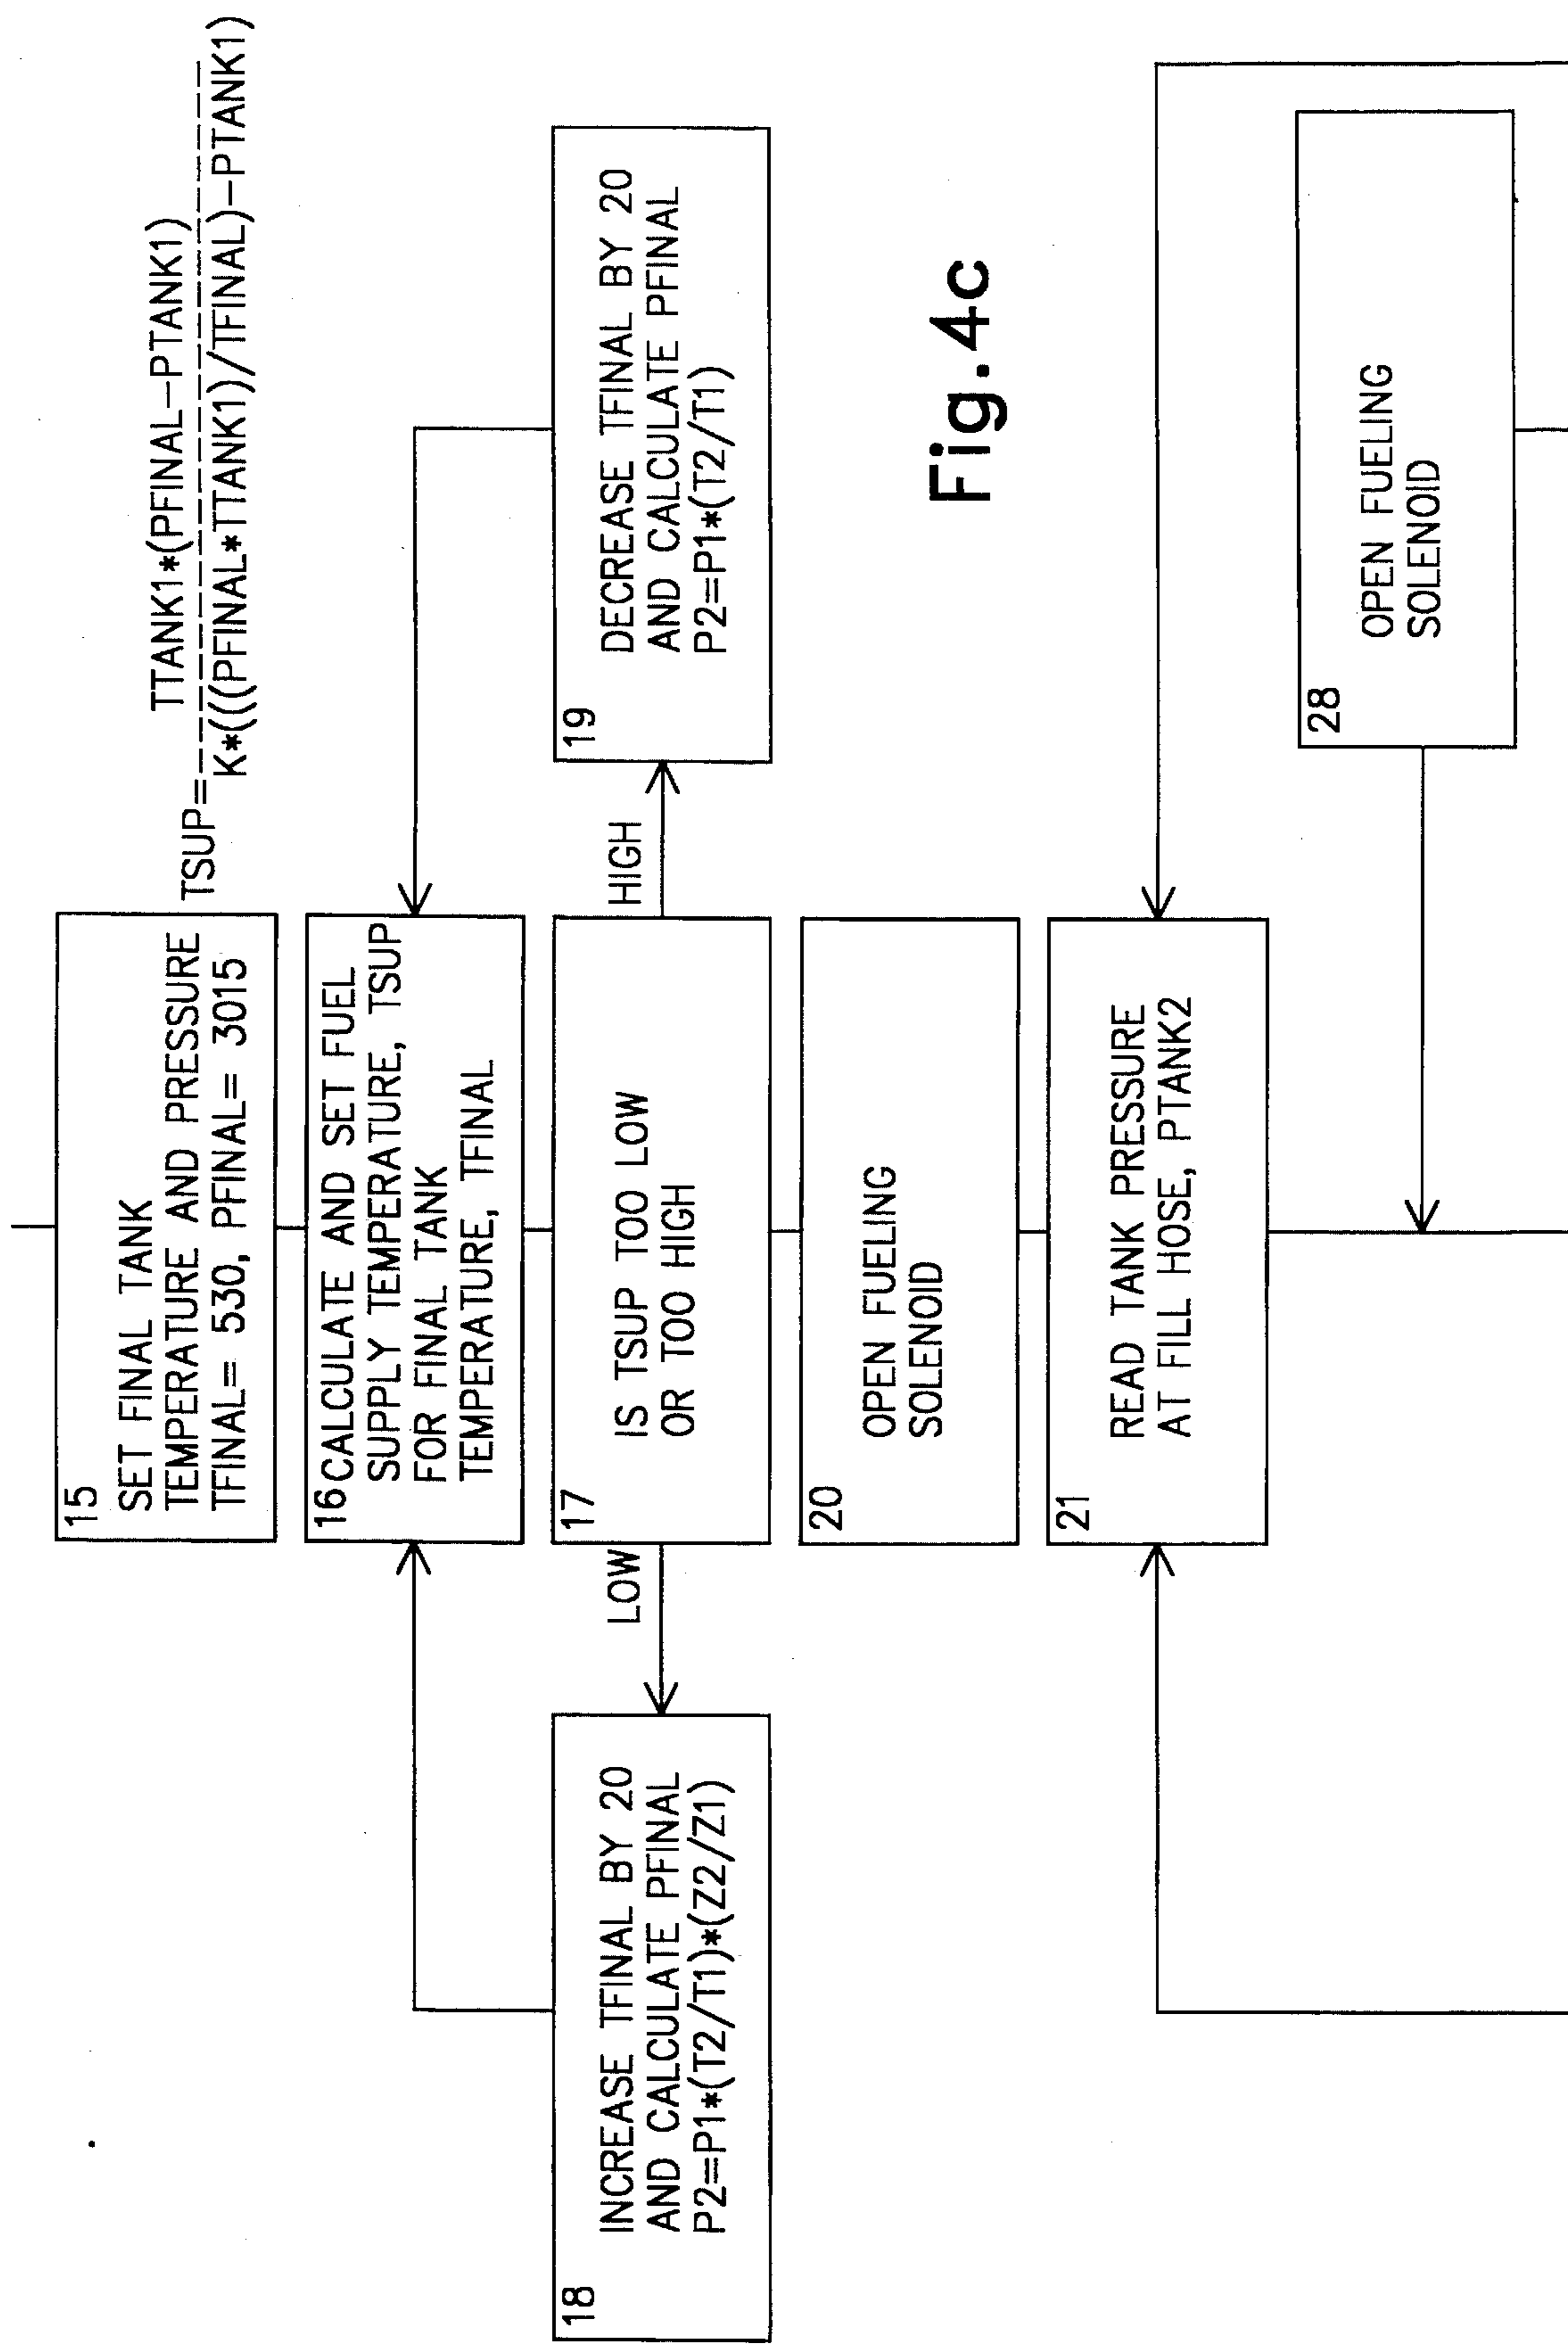 15
SET FINAL TANK
TEMPERATURE AND PRESSURE
TFINAL= 530, PFINAL= 3015
TTANK1*(PFINAL-PTANK1)
TSUP=-----------------
K*(((PFINAL*TTANK1)/TFINAL)-PTANK1)
16 CALCULATE AND SET FUEL
SUPPLY TEMPERATURE, TSUP
FOR FINAL TANK
TEMPERATURE, TFINAL
17
IS TSUP TOO LOW
OR TOO HIGH
LOW
HIGH
18
INCREASE TFINAL BY 20
AND CALCULATE PFINAL
P2=P1*(T2/T1)*(Z2/Z1)
19
DECREASE TFINAL BY 20
AND CALCULATE PFINAL
P2=P1*(T2/T1)
20
OPEN FUELING
SOLENOID
21
READ TANK PRESSURE
AT FILL HOSE, PTANK2
28
OPEN FUELING
SOLENOID
Fig.4c